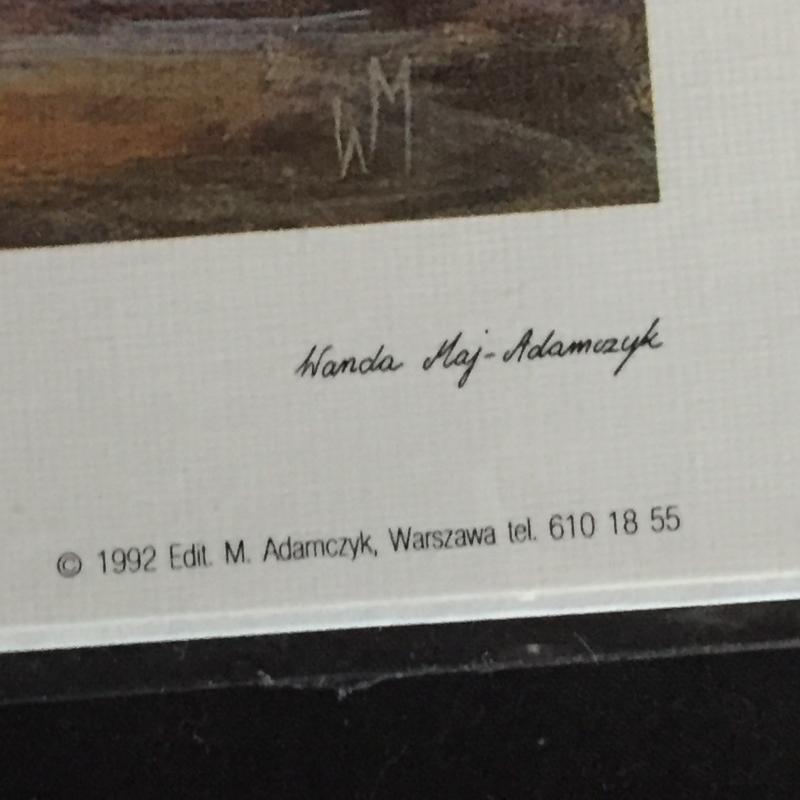 WM
Wanda Maj-Adamczyk
© 1992 Edit. M. Adamczyk, Warszawa tel. 610 18 55